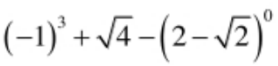 (−1)³ + √4 − (2 − √2)⁰